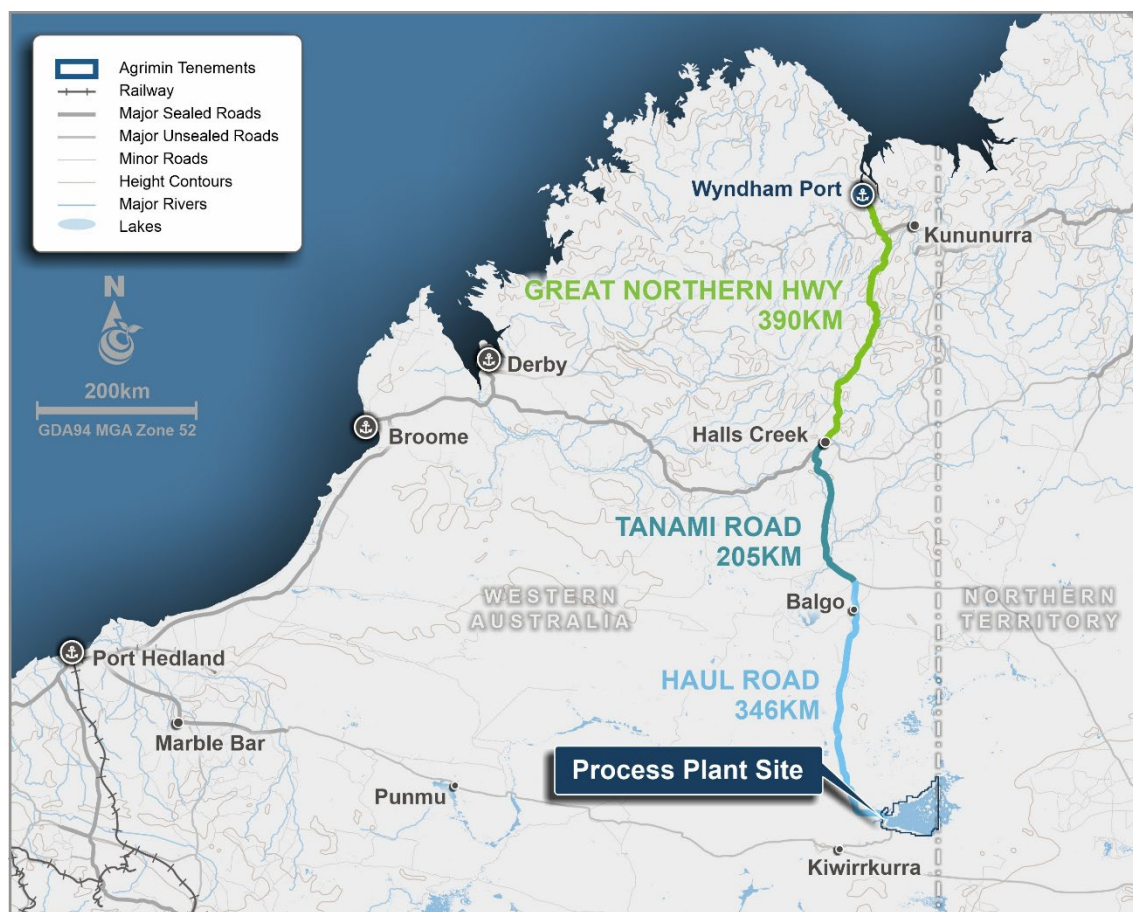 Agrimin Tenements
Railway
Major Sealed Roads
Major Unsealed Roads
Minor Roads
Height Contours
Major Rivers
Lakes
N
200km
GDA94 MGA Zone 52
Wyndham Port
Kununurra
GREAT NORTHERN HWY
390KM
Derby
Broome
Halls Creek
TANAMI ROAD
205KM
WESTERN
AUSTRALIA
Balgo
NORTHERN
TERRITORY
Port Hedland
HAUL ROAD
346KM
Marble Bar
Process Plant Site
Punmu
Kiwirrkurra